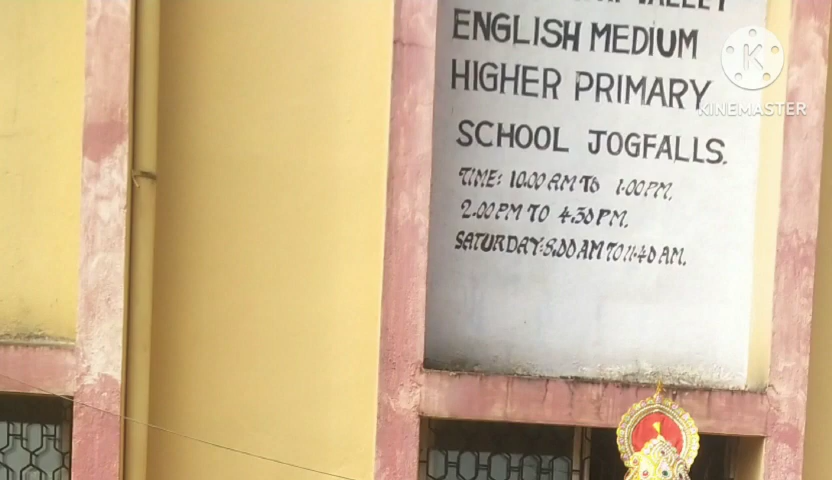 VALLEY
ENGLISH MEDIUM
HIGHER PRIMARY
SCHOOL JOGFALLS.
TIME: 10.00 AM TO 1.00 PM.
2.00 PM TO 4.30 PM.
SATURDAY: 8.00 AM TO 11.40 AM.
K
KINEMASTER